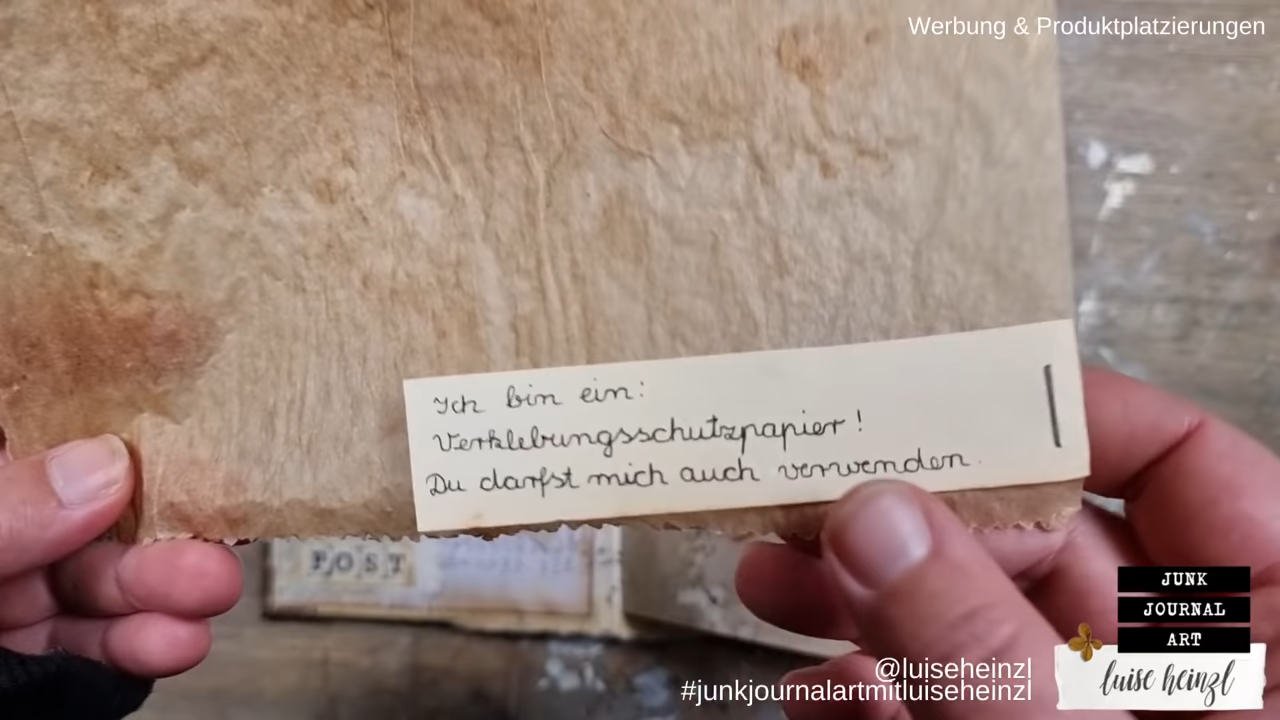 Werbung & Produktplatzierungen
Ich bin ein:
Verklebungsschutzpapier!
Du darfst mich auch verwenden.
POST
@luiseheinzl
#junkjournalartmitluiseheinzl
JUNK
JOURNAL
ART
luise heinzl